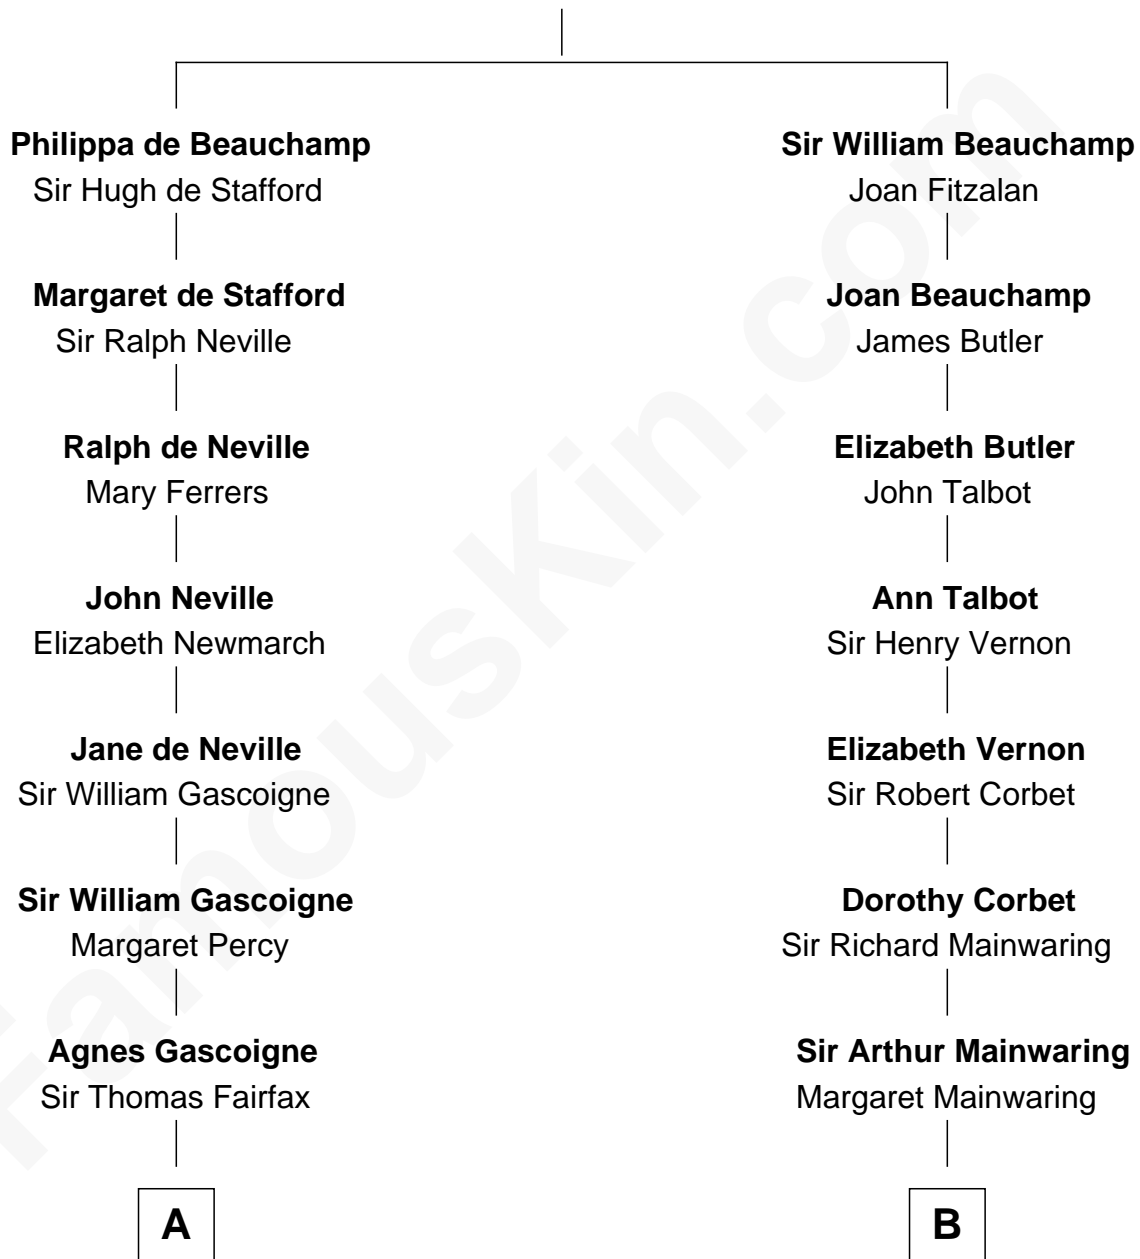 Philippa de Beauchamp
Sir Hugh de Stafford
Margaret de Stafford
Sir Ralph Neville
Ralph de Neville
Mary Ferrers
John Neville
Elizabeth Newmarch
Jane de Neville
Sir William Gascoigne
Sir William Gascoigne
Margaret Percy
Agnes Gascoigne
Sir Thomas Fairfax
A
Sir William Beauchamp
Joan Fitzalan
Joan Beauchamp
James Butler
Elizabeth Butler
John Talbot
Ann Talbot
Sir Henry Vernon
Elizabeth Vernon
Sir Robert Corbet
Dorothy Corbet
Sir Richard Mainwaring
Sir Arthur Mainwaring
Margaret Mainwaring
B
FamousKin.com